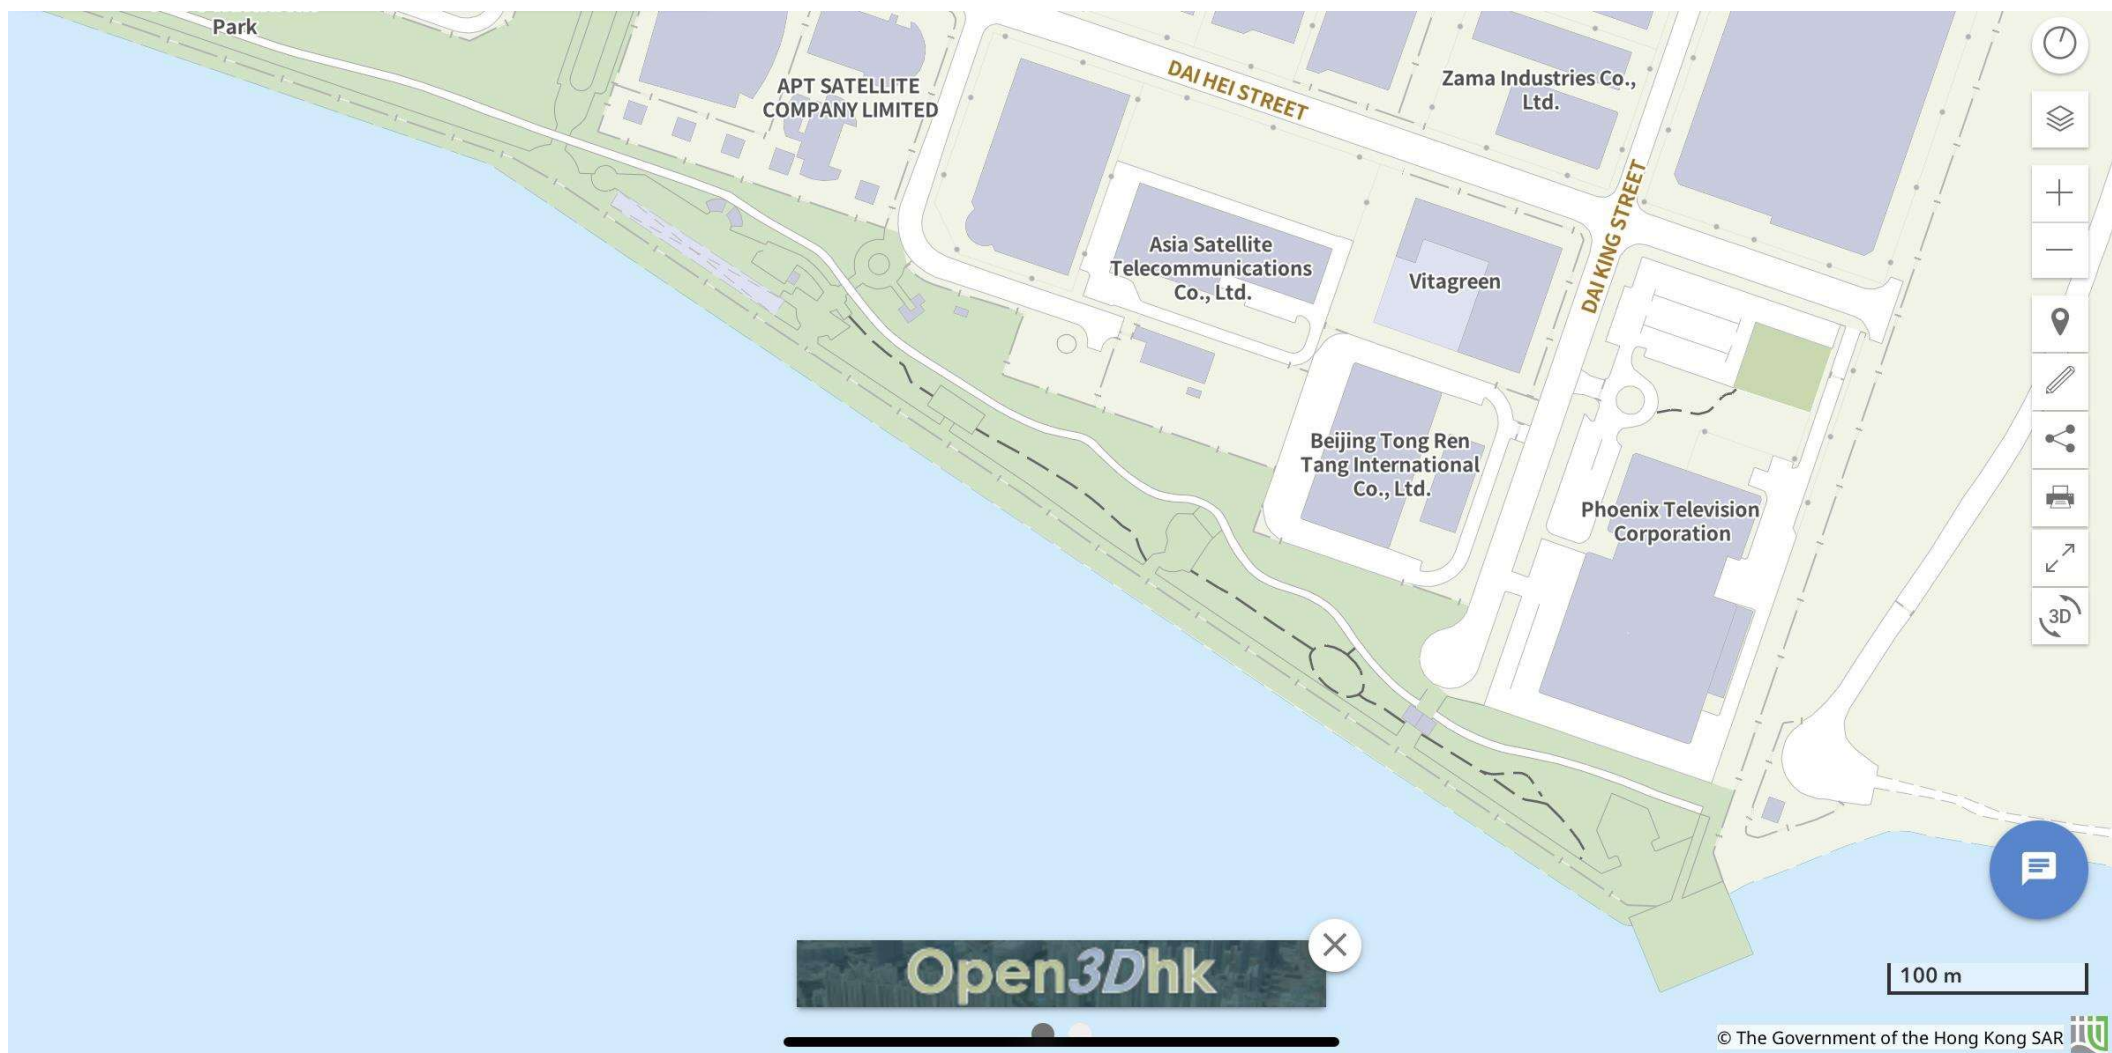 Park
APT SATELLITE
COMPANY LIMITED
DAI HEI STREET
Zama Industries Co.,
Ltd.
DAI KING STREET
Asia Satellite
Telecommunications
Co., Ltd.
Vitagreen
Beijing Tong Ren
Tang International
Co., Ltd.
Phoenix Television
Corporation
3D
Open3Dhk
100 m
© The Government of the Hong Kong SAR